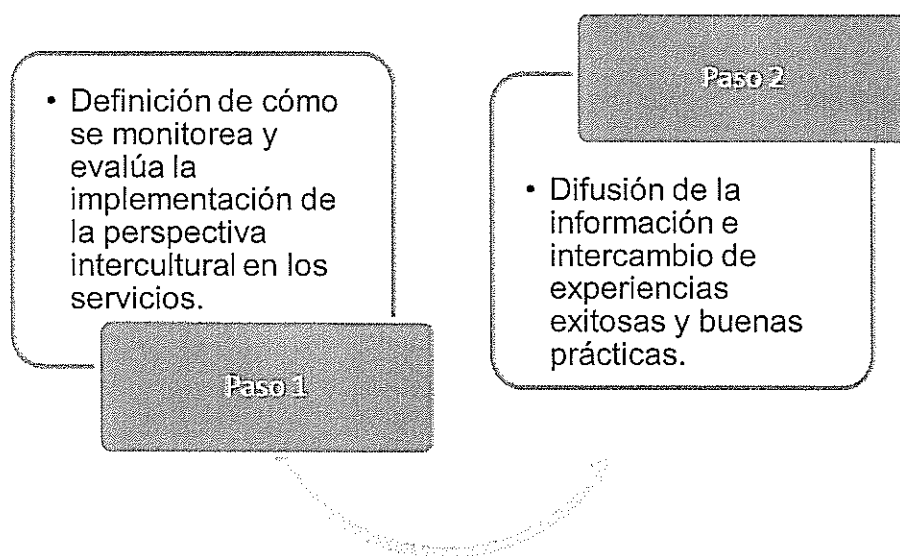 • Definición de cómo
se monitorea y
evalúa la
implementación de
la perspectiva
intercultural en los
servicios.
Paso 1
Paso 2
• Difusión de la
información e
intercambio de
experiencias
exitosas y buenas
prácticas.